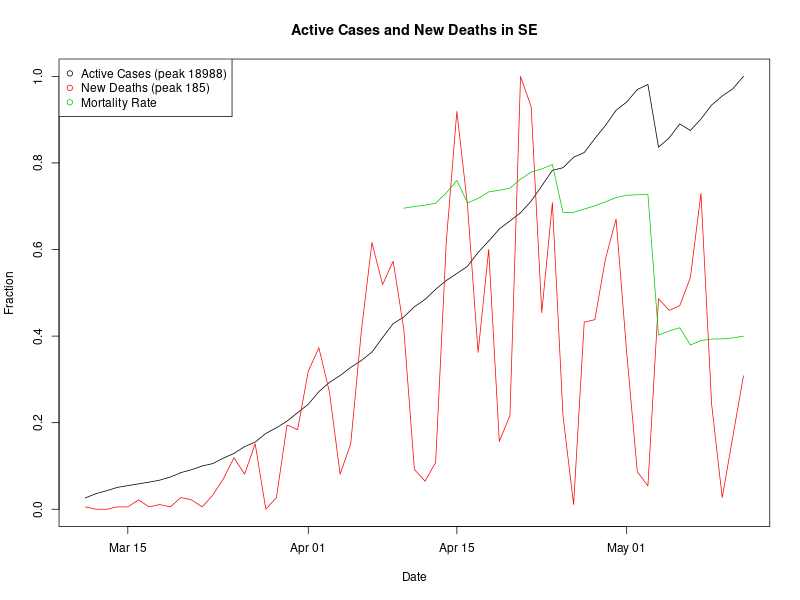 Active Cases and New Deaths in SE
Active Cases (peak 18988)
New Deaths (peak 185)
Mortality Rate
Fraction
1.0
0.8
0.6
0.4
0.2
0.0
Mar 15 Apr 01 Apr 15 May 01
Date